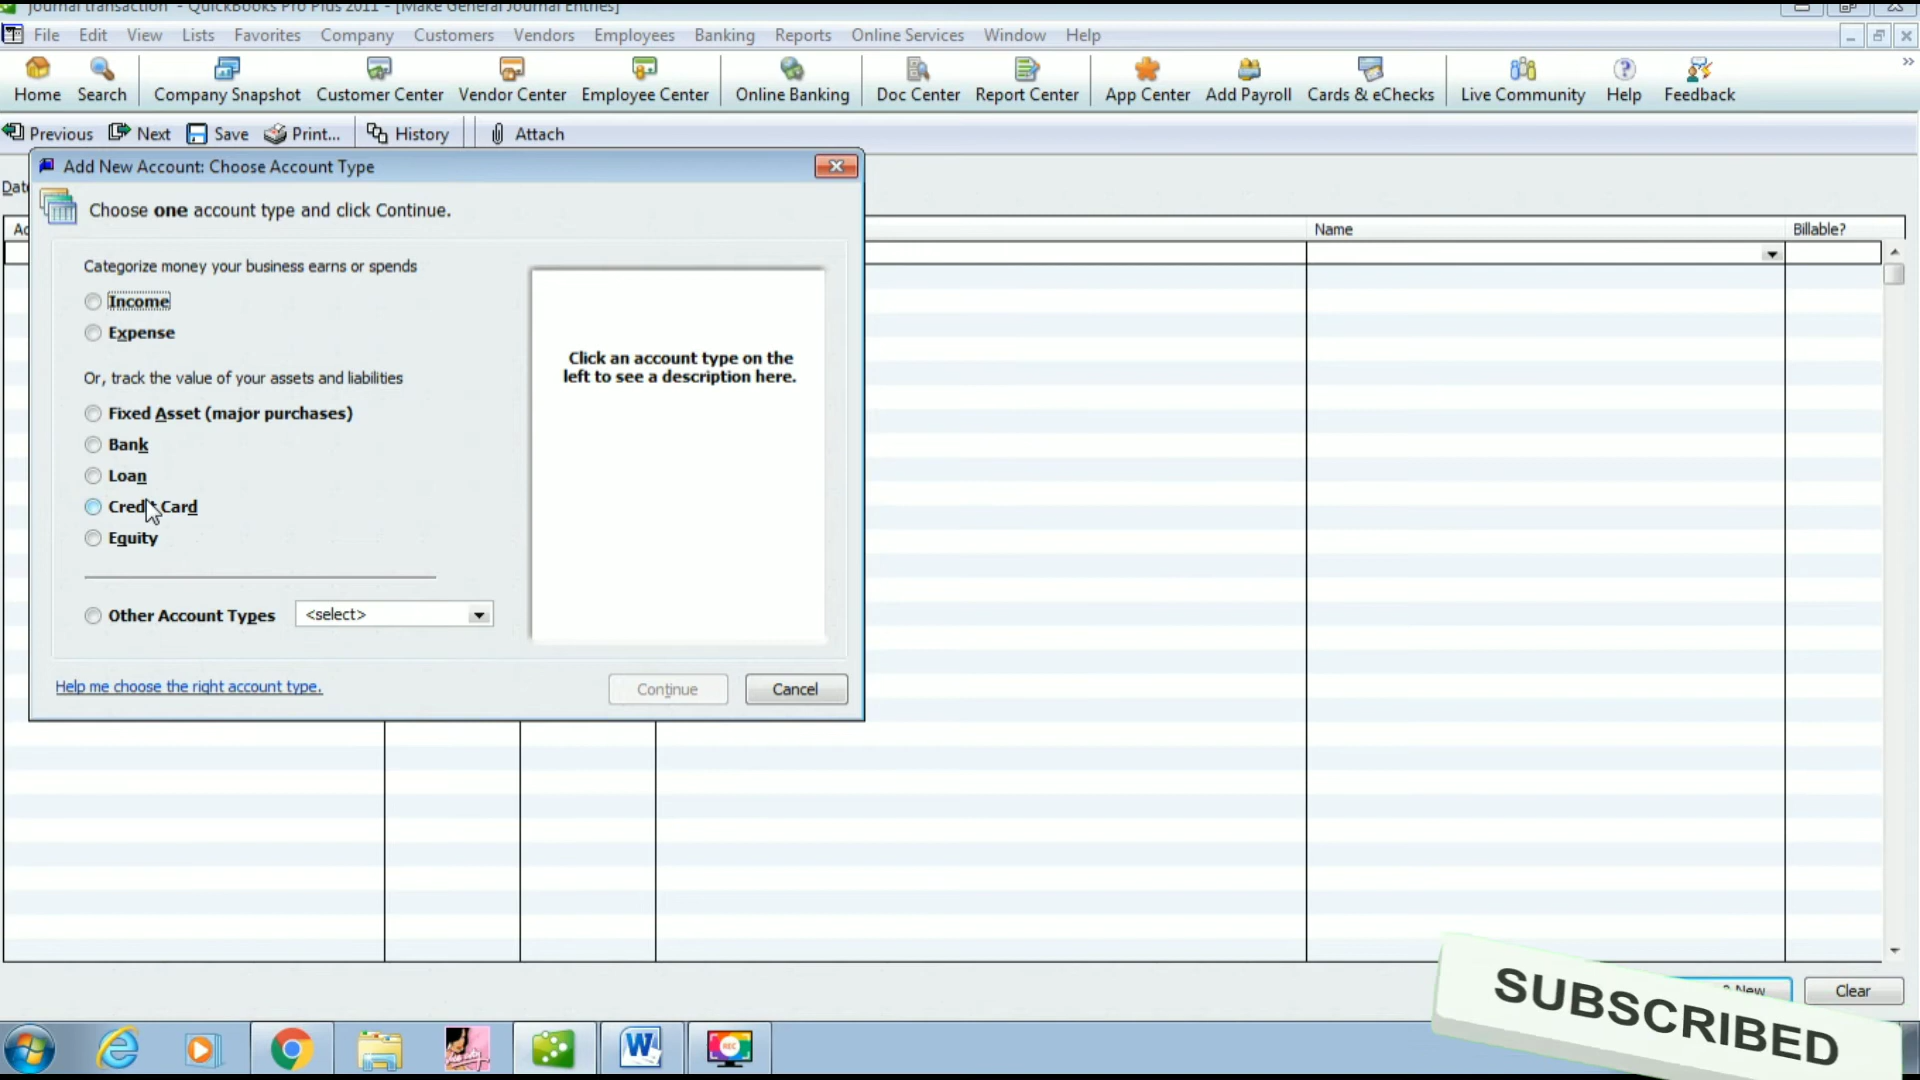 journal transaction - QuickBooks Pro Plus 2011 - [Make General Journal Entries]
File Edit View Lists Favorites Company Customers Vendors Employees Banking Reports Online Services Window Help
Home Search Company Snapshot Customer Center Vendor Center Employee Center Online Banking Doc Center Report Center App Center Add Payroll Cards & eChecks Live Community Help Feedback
Previous Next Save Print... History Attach
Add New Account: Choose Account Type
Choose one account type and click Continue.
Name Billable?
Categorize money your business earns or spends
Income
Expense
Click an account type on the
left to see a description here.
Or, track the value of your assets and liabilities
Fixed Asset (major purchases)
Bank
Loan
Credit Card
Equity
Other Account Types <select>
Help me choose the right account type.
Continue Cancel
New Clear
SUBSCRIBED
W
REC